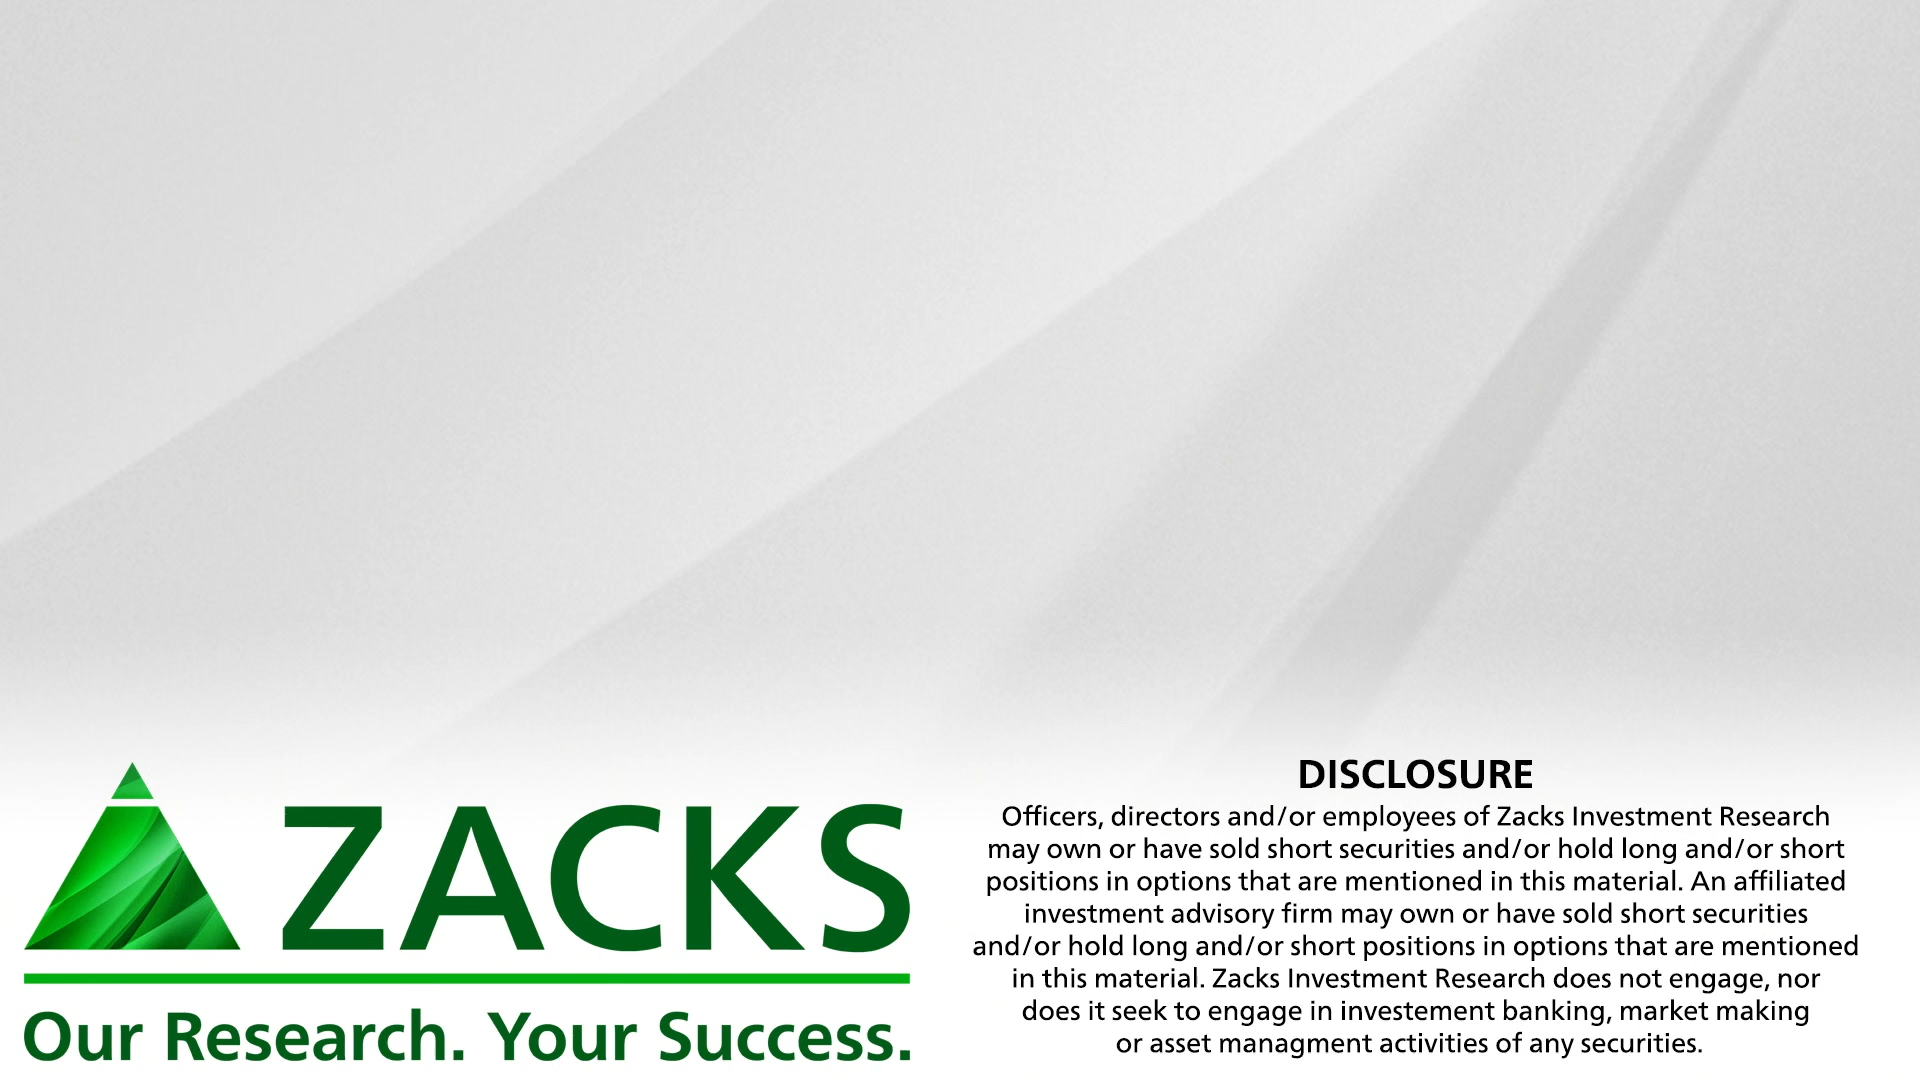 ZACKS
Our Research. Your Success.
DISCLOSURE
Officers, directors and/or employees of Zacks Investment Research
may own or have sold short securities and/or hold long and/or short
positions in options that are mentioned in this material. An affiliated
investment advisory firm may own or have sold short securities
and/or hold long and/or short positions in options that are mentioned
in this material. Zacks Investment Research does not engage, nor
does it seek to engage in investement banking, market making
or asset managment activities of any securities.